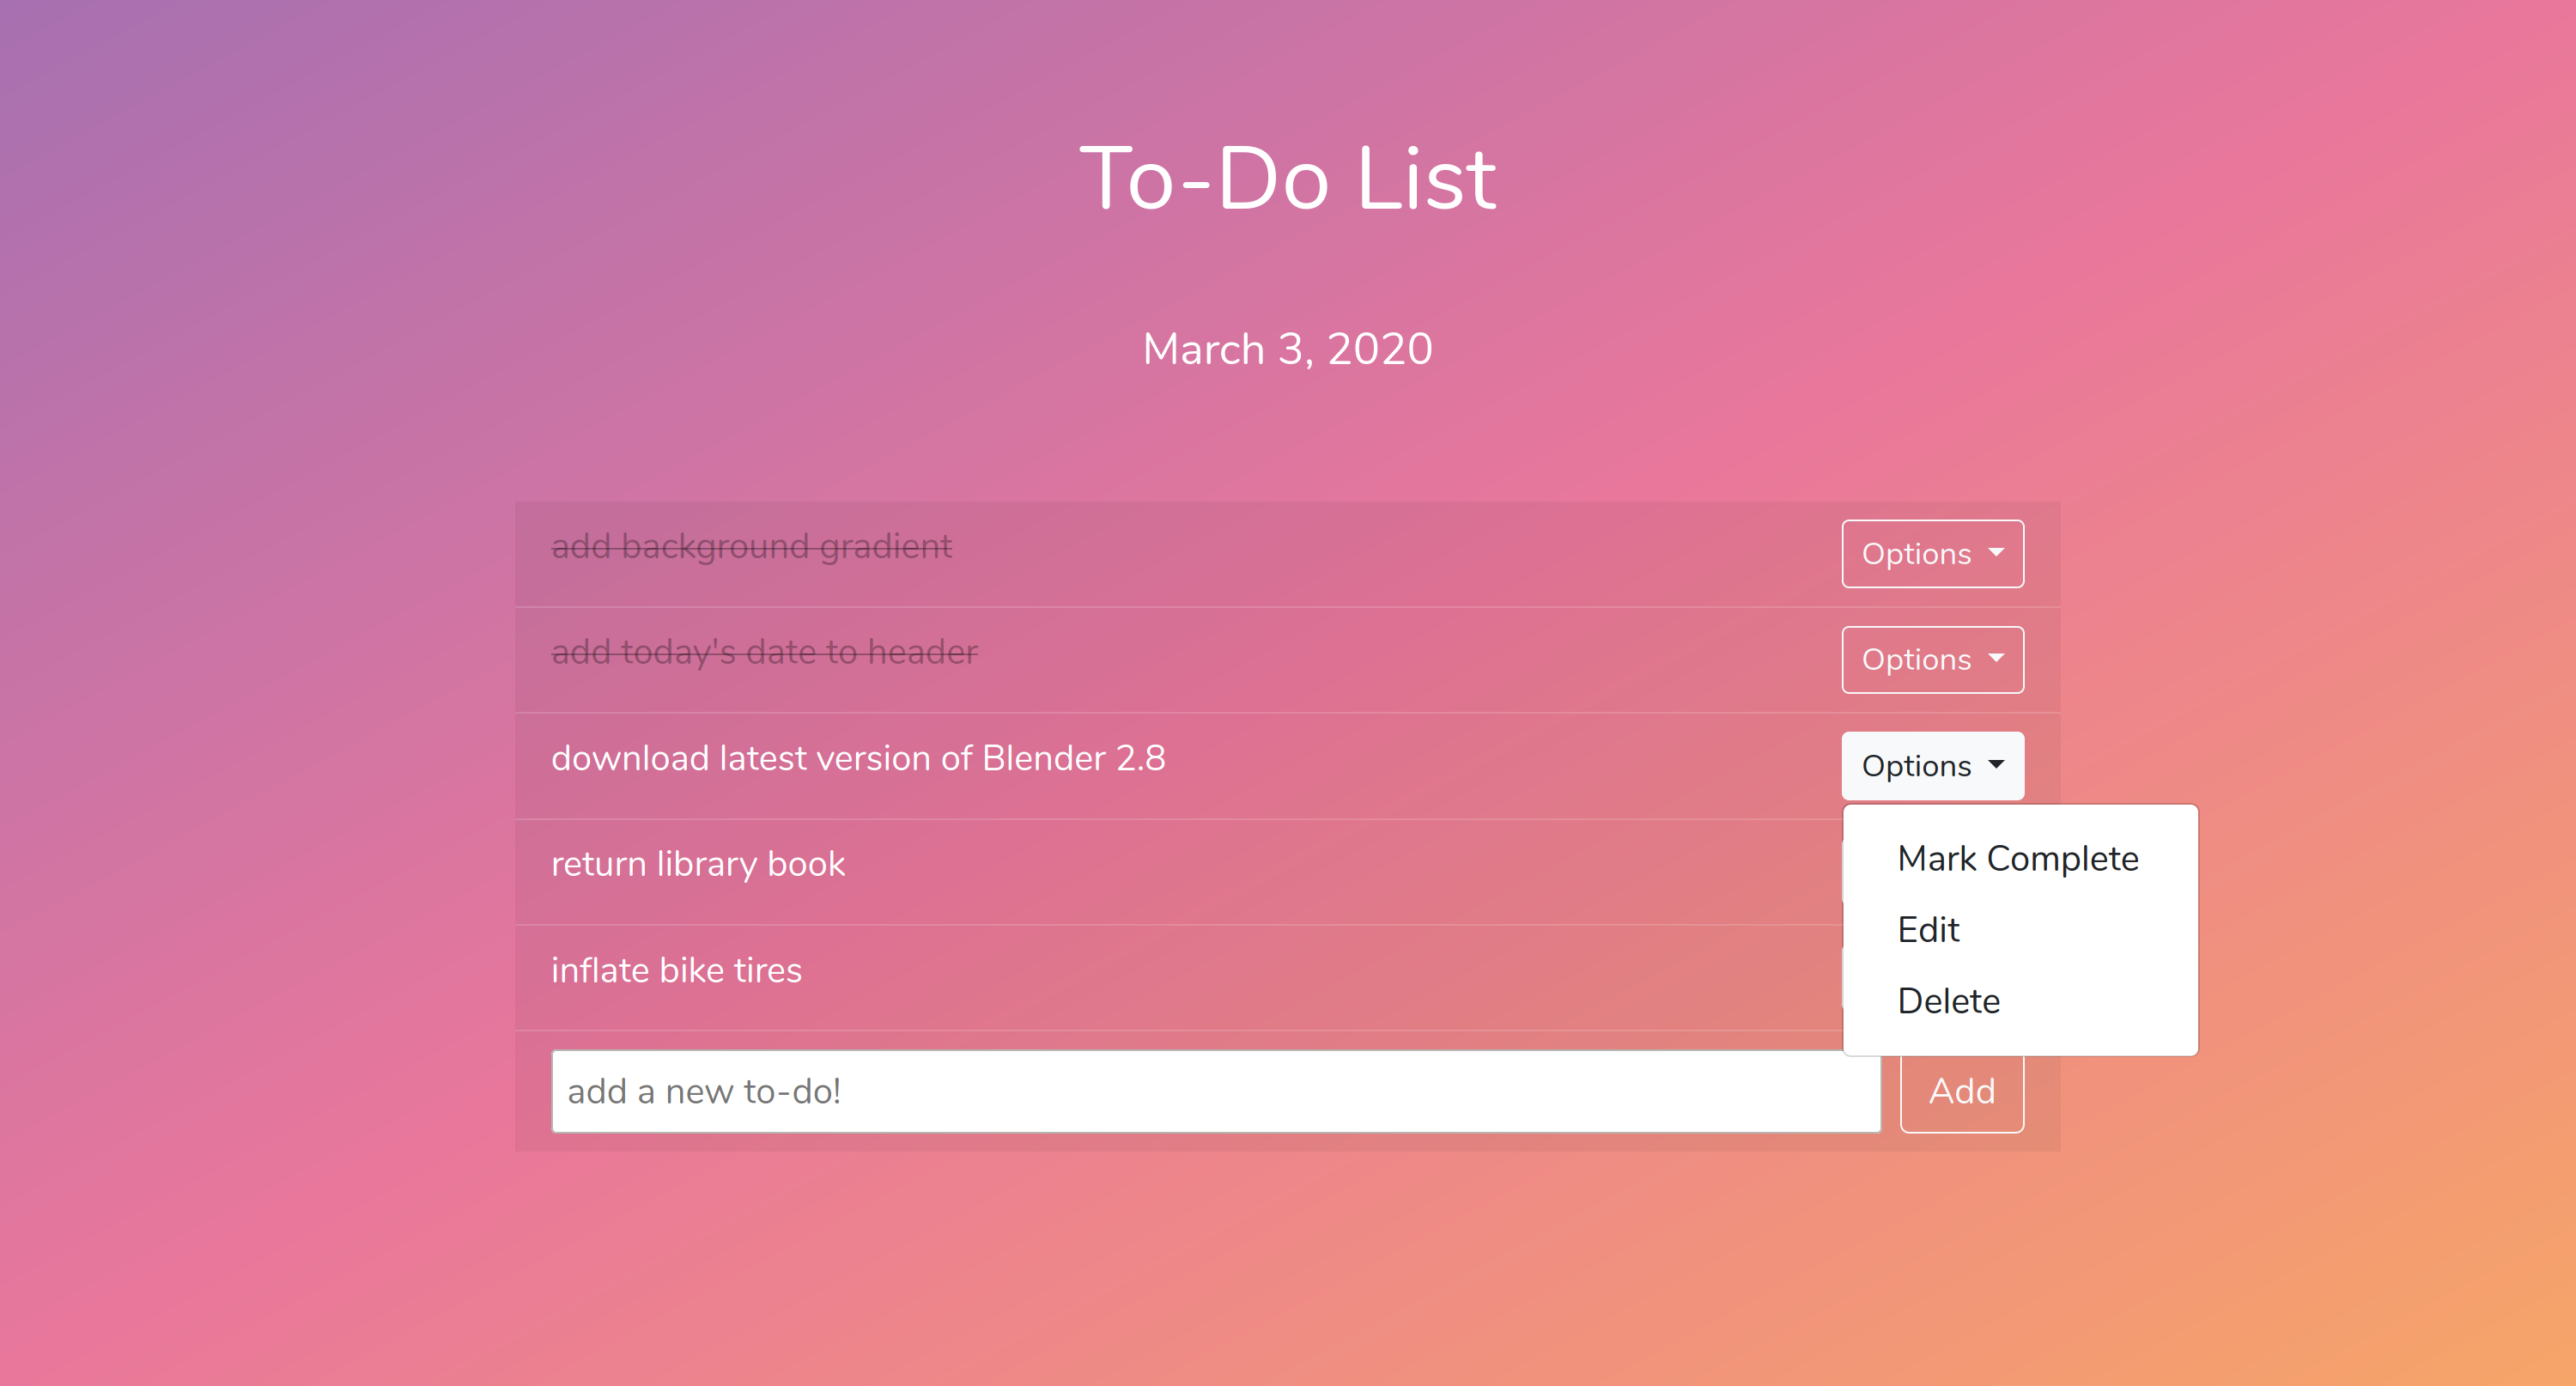 To-Do List
March 3, 2020
add background gradient
Options
add today's date to header
Options
download latest version of Blender 2.8
Options
Mark Complete
return library book
Edit
inflate bike tires
Delete
add a new to-do!
Add